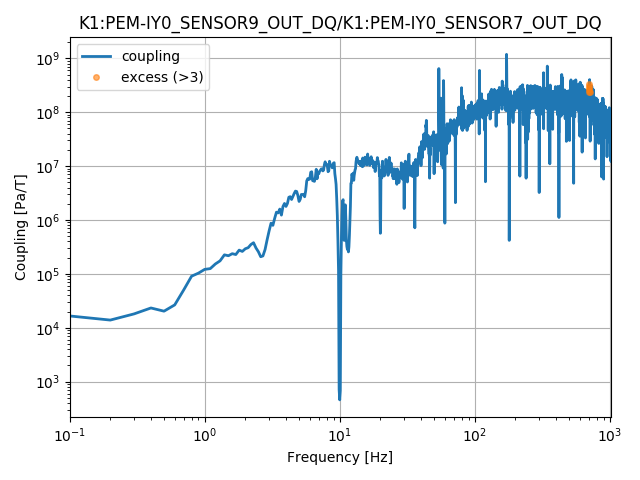 K1:PEM-IY0_SENSOR9_OUT_DQ/K1:PEM-IY0_SENSOR7_OUT_DQ
coupling
excess (>3)
Coupling [Pa/T]
10⁹
10⁸
10⁷
10⁶
10⁵
10⁴
10³
10⁻¹ 10⁰ 10¹ 10² 10³
Frequency [Hz]